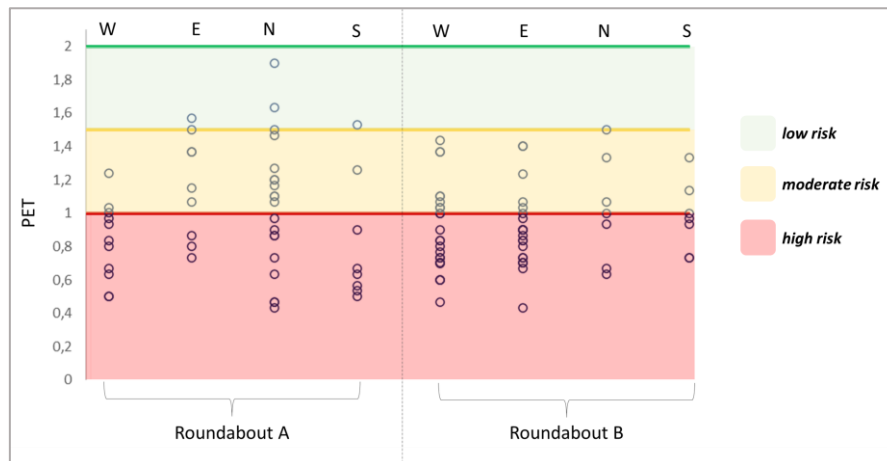 W E N S W E N S
2
1,8
1,6
1,4
1,2
1
0,8
0,6
0,4
0,2
0
PET
low risk
moderate risk
high risk
Roundabout A Roundabout B